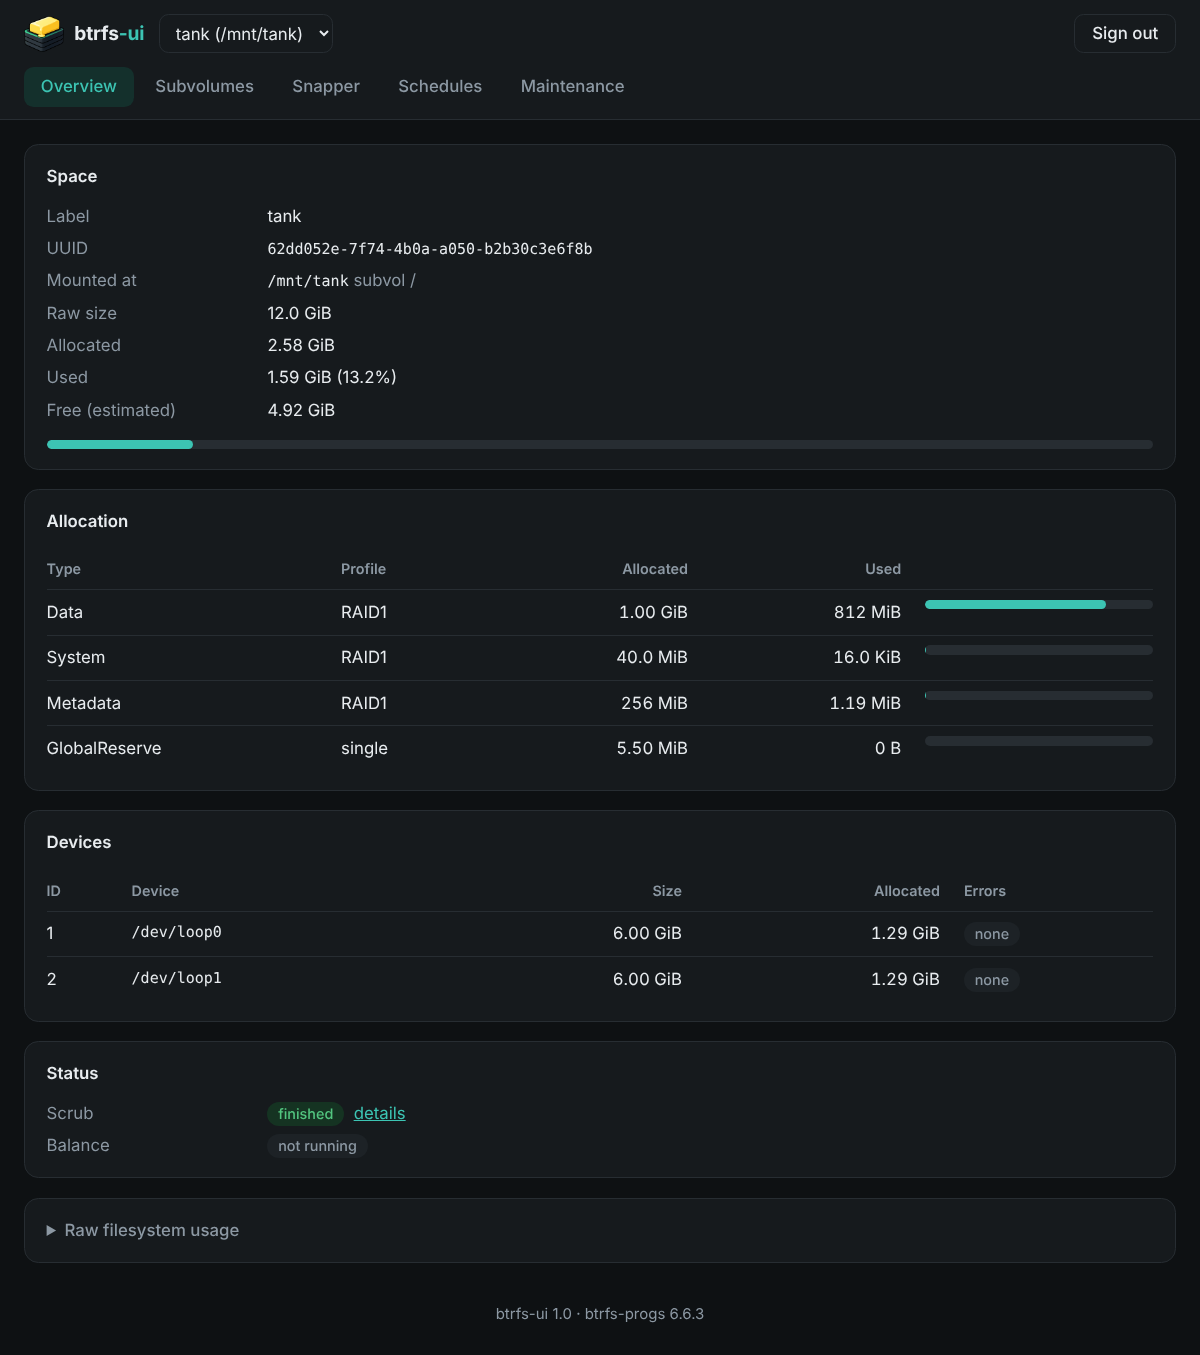 btrfs-ui tank (/mnt/tank) Sign out
Overview Subvolumes Snapper Schedules Maintenance
Space
Label tank
UUID 62dd052e-7f74-4b0a-a050-b2b30c3e6f8b
Mounted at /mnt/tank subvol /
Raw size 12.0 GiB
Allocated 2.58 GiB
Used 1.59 GiB (13.2%)
Free (estimated) 4.92 GiB
Allocation
Type Profile Allocated Used
Data RAID1 1.00 GiB 812 MiB
System RAID1 40.0 MiB 16.0 KiB
Metadata RAID1 256 MiB 1.19 MiB
GlobalReserve single 5.50 MiB 0 B
Devices
ID Device Size Allocated Errors
1 /dev/loop0 6.00 GiB 1.29 GiB none
2 /dev/loop1 6.00 GiB 1.29 GiB none
Status
Scrub finished details
Balance not running
Raw filesystem usage
btrfs-ui 1.0 · btrfs-progs 6.6.3